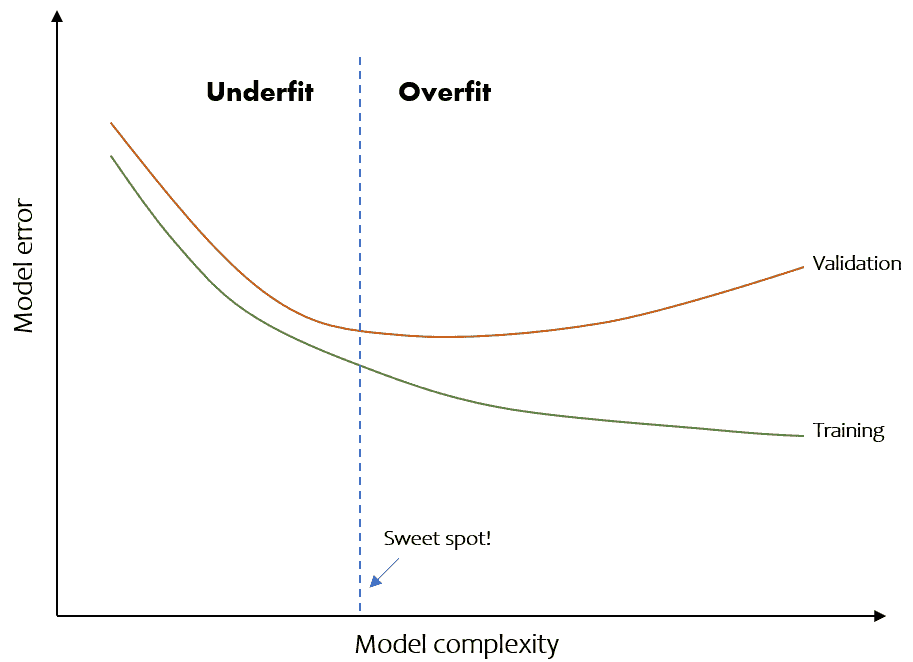 Underfit
Overfit
Model error
Validation
Training
Sweet spot!
Model complexity